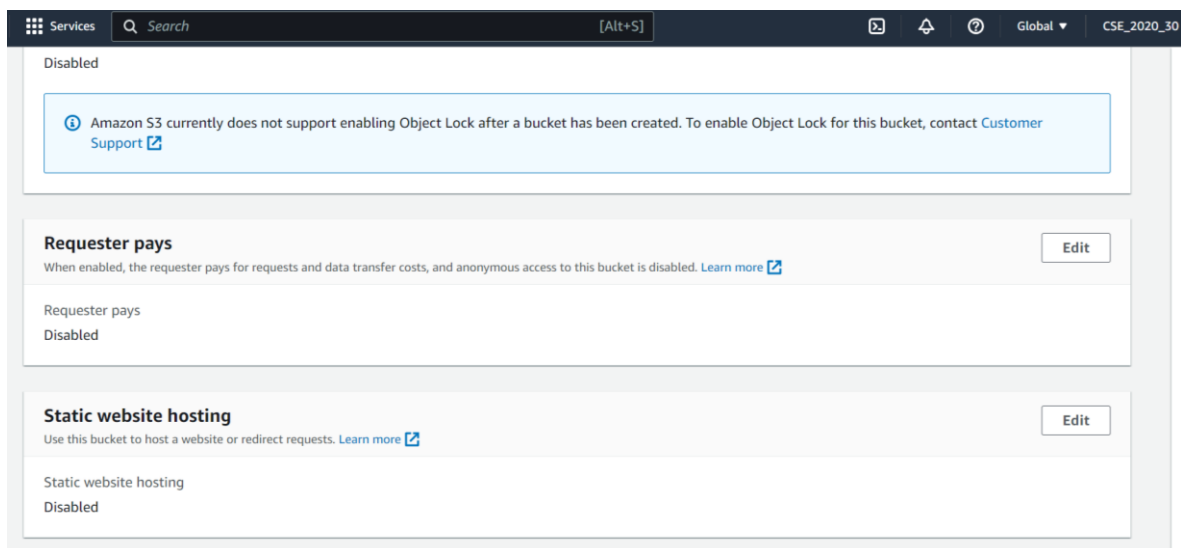 Services Search [Alt+S] Global CSE_2020_30
Disabled
Amazon S3 currently does not support enabling Object Lock after a bucket has been created. To enable Object Lock for this bucket, contact Customer
Support
Requester pays Edit
When enabled, the requester pays for requests and data transfer costs, and anonymous access to this bucket is disabled. Learn more
Requester pays
Disabled
Static website hosting Edit
Use this bucket to host a website or redirect requests. Learn more
Static website hosting
Disabled